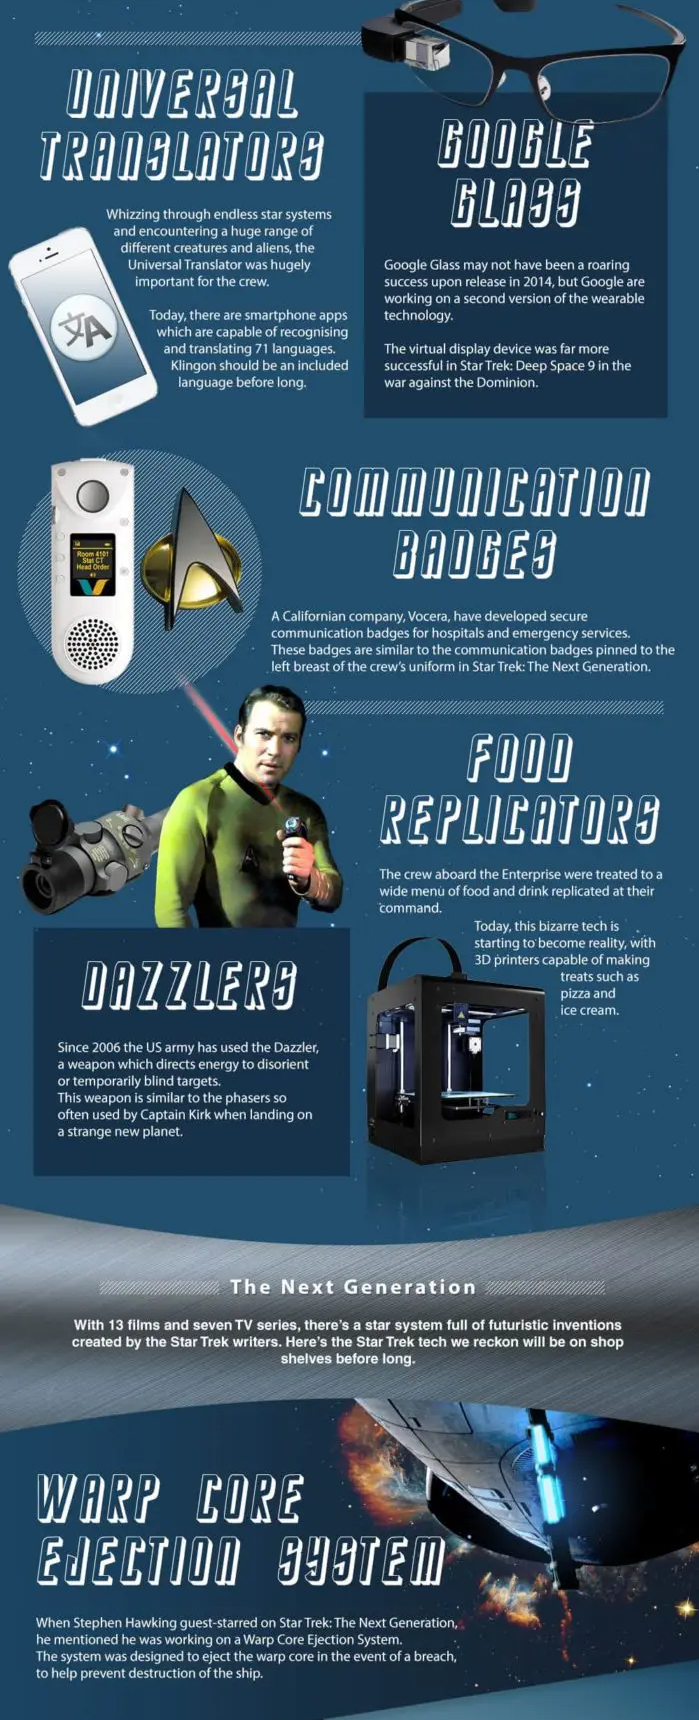 UNIVERSAL
TRANSLATORS
Whizzing through endless star systems
and encountering a huge range of
different creatures and aliens, the
Universal Translator was hugely
important for the crew.
Today, there are smartphone apps
which are capable of recognising
and translating 71 languages.
Klingon should be an included
language before long.
文A
GOOGLE
GLASS
Google Glass may not have been a roaring
success upon release in 2014, but Google are
working on a second version of the wearable
technology.
The virtual display device was far more
successful in Star Trek: Deep Space 9 in the
war against the Dominion.
COMMUNICATION
BADGES
Room 4101
Stat CT
Head Order
A Californian company, Vocera, have developed secure
communication badges for hospitals and emergency services.
These badges are similar to the communication badges pinned to the
left breast of the crew's uniform in Star Trek: The Next Generation.
FOOD
REPLICATORS
The crew aboard the Enterprise were treated to a
wide menu of food and drink replicated at their
command.
Today, this bizarre tech is
starting to become reality, with
3D printers capable of making
treats such as
pizza and
ice cream.
DAZZLERS
Since 2006 the US army has used the Dazzler,
a weapon which directs energy to disorient
or temporarily blind targets.
This weapon is similar to the phasers so
often used by Captain Kirk when landing on
a strange new planet.
The Next Generation
With 13 films and seven TV series, there's a star system full of futuristic inventions
created by the Star Trek writers. Here's the Star Trek tech we reckon will be on shop
shelves before long.
WARP CORE
EJECTION SYSTEM
When Stephen Hawking guest-starred on Star Trek: The Next Generation,
he mentioned he was working on a Warp Core Ejection System.
The system was designed to eject the warp core in the event of a breach,
to help prevent destruction of the ship.